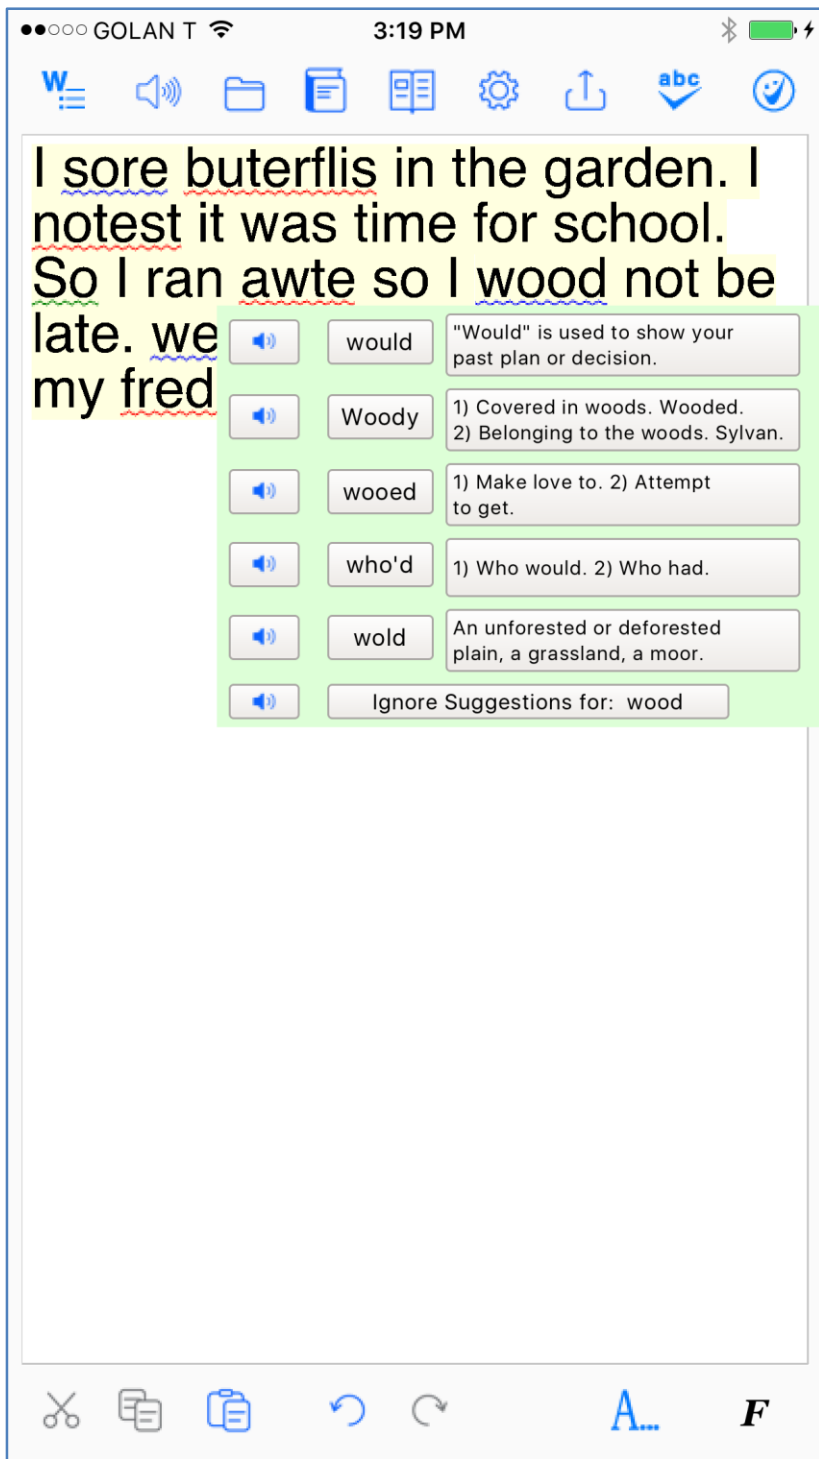 GOLAN T 3:19 PM
W
abc
I sore buterflis in the garden. I
notest it was time for school.
So I ran awte so I wood not be
late. we
my fred
would "Would" is used to show your
past plan or decision.
Woody 1) Covered in woods. Wooded.
2) Belonging to the woods. Sylvan.
wooed 1) Make love to. 2) Attempt
to get.
who'd 1) Who would. 2) Who had.
wold An unforested or deforested
plain, a grassland, a moor.
Ignore Suggestions for: wood
A... F